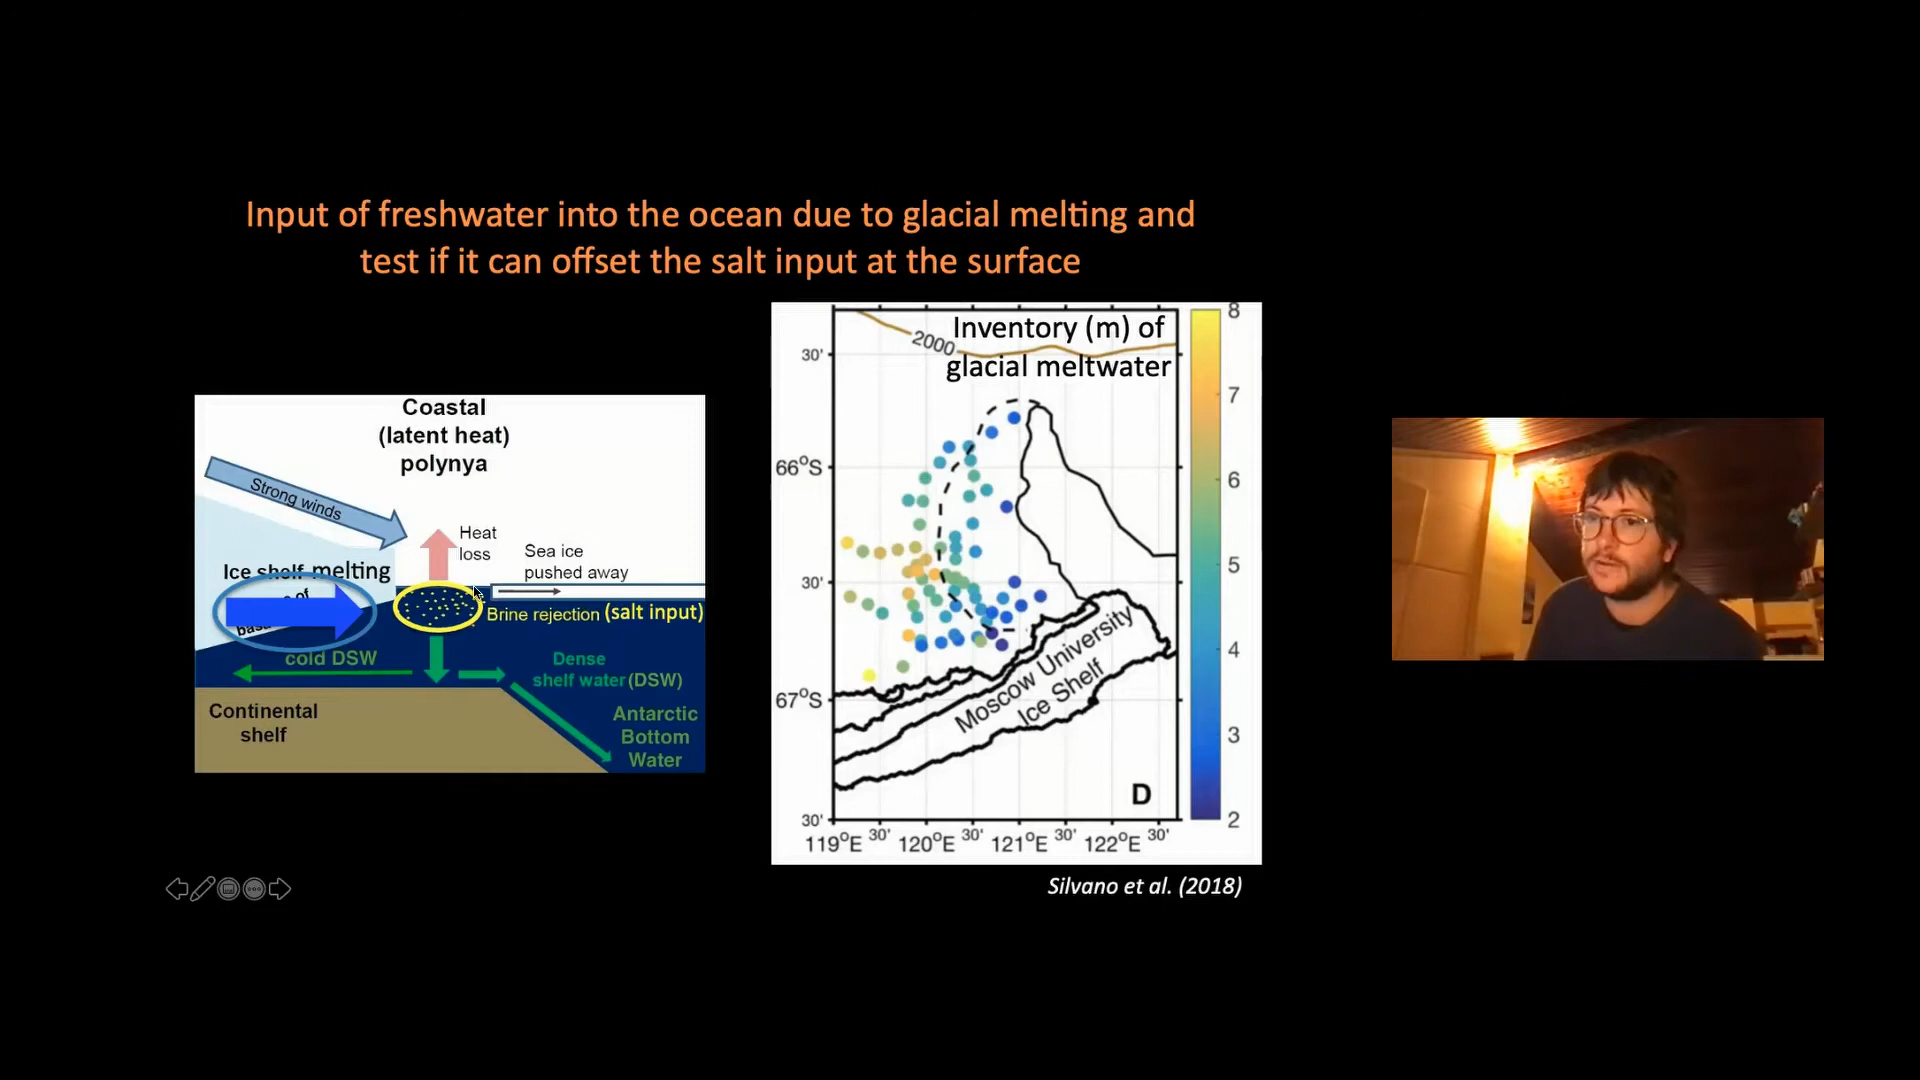 Input of freshwater into the ocean due to glacial melting and
test if it can offset the salt input at the surface
Coastal
(latent heat)
polynya
Strong winds
Heat
loss
Sea ice
pushed away
Ice shelf melting
of
Brine rejection (salt input)
cold DSW
Dense
shelf water (DSW)
Continental
shelf
Antarctic
Bottom
Water
Inventory (m) of
glacial meltwater
2000
30'
66°S
30'
67°S
30'
119°E 30' 120°E 30' 121°E 30' 122°E 30'
Moscow University
Ice Shelf
D
8
7
6
5
4
3
2
Silvano et al. (2018)